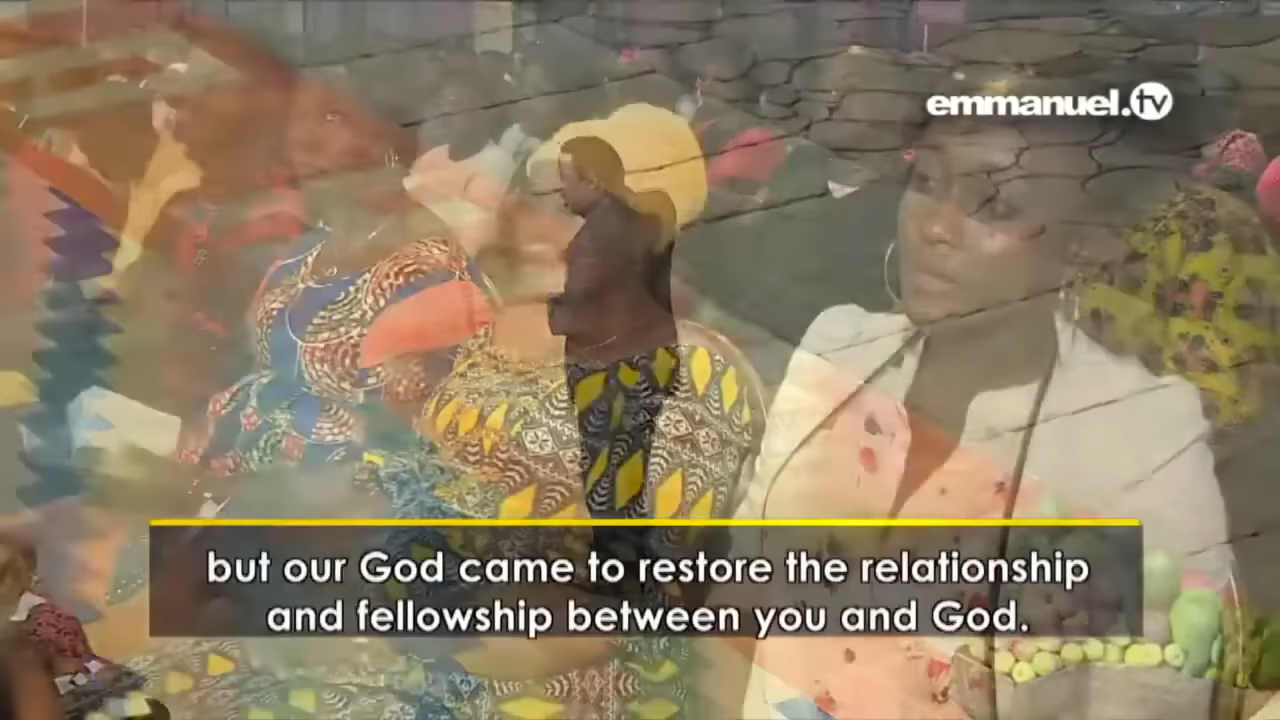 emmanuel.tv
but our God came to restore the relationship
and fellowship between you and God.